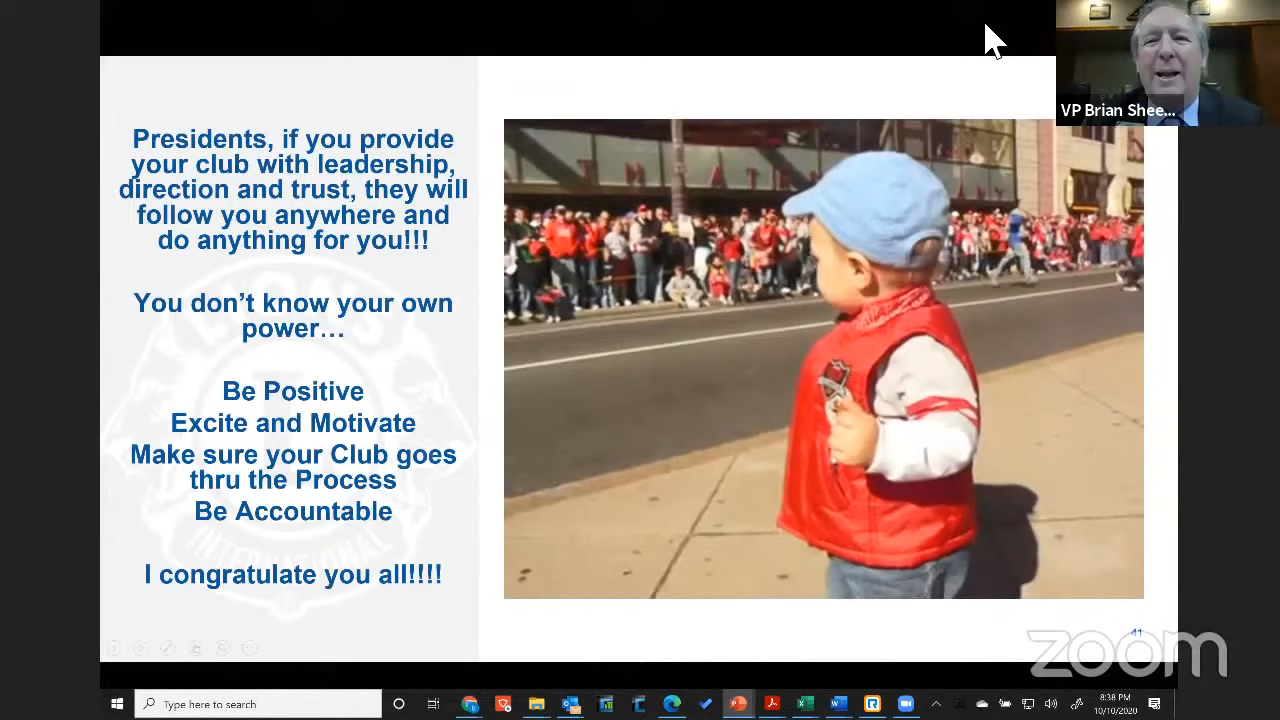 VP Brian Shee...
Presidents, if you provide
your club with leadership,
direction and trust, they will
follow you anywhere and
do anything for you!!!
You don’t know your own
power…
Be Positive
Excite and Motivate
Make sure your Club goes
thru the Process
Be Accountable
I congratulate you all!!!!
INTERNATIONAL
41
zoom
Type here to search
8:38 PM
10/10/2020